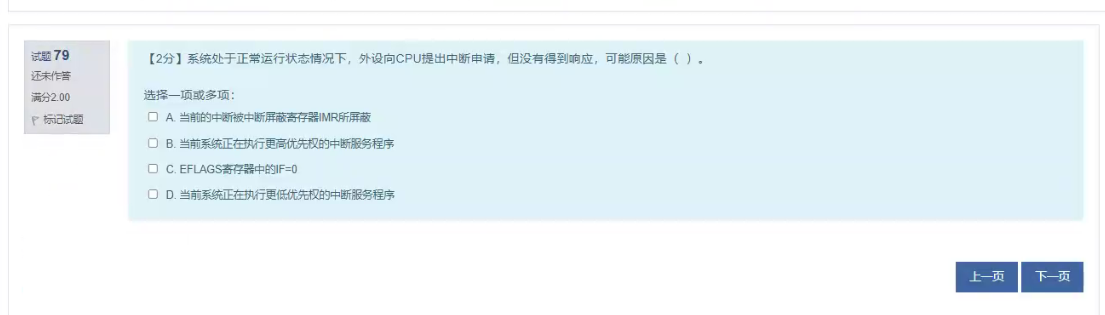 试题 79
还未作答
满分2.00
标记试题
【2分】系统处于正常运行状态情况下，外设向CPU提出中断申请，但没有得到响应，可能原因是（ ）。
选择一项或多项：
A. 当前的中断被中断屏蔽寄存器IMR所屏蔽
B. 当前系统正在执行更高优先权的中断服务程序
C. EFLAGS寄存器中的IF=0
D. 当前系统正在执行更低优先权的中断服务程序
上一页 下一页